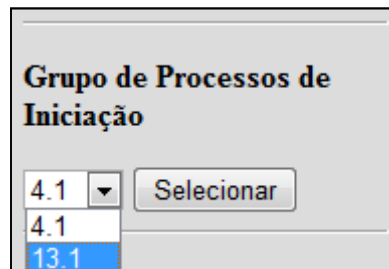 Grupo de Processos de
Iniciação
4.1 Selecionar
4.1
13.1